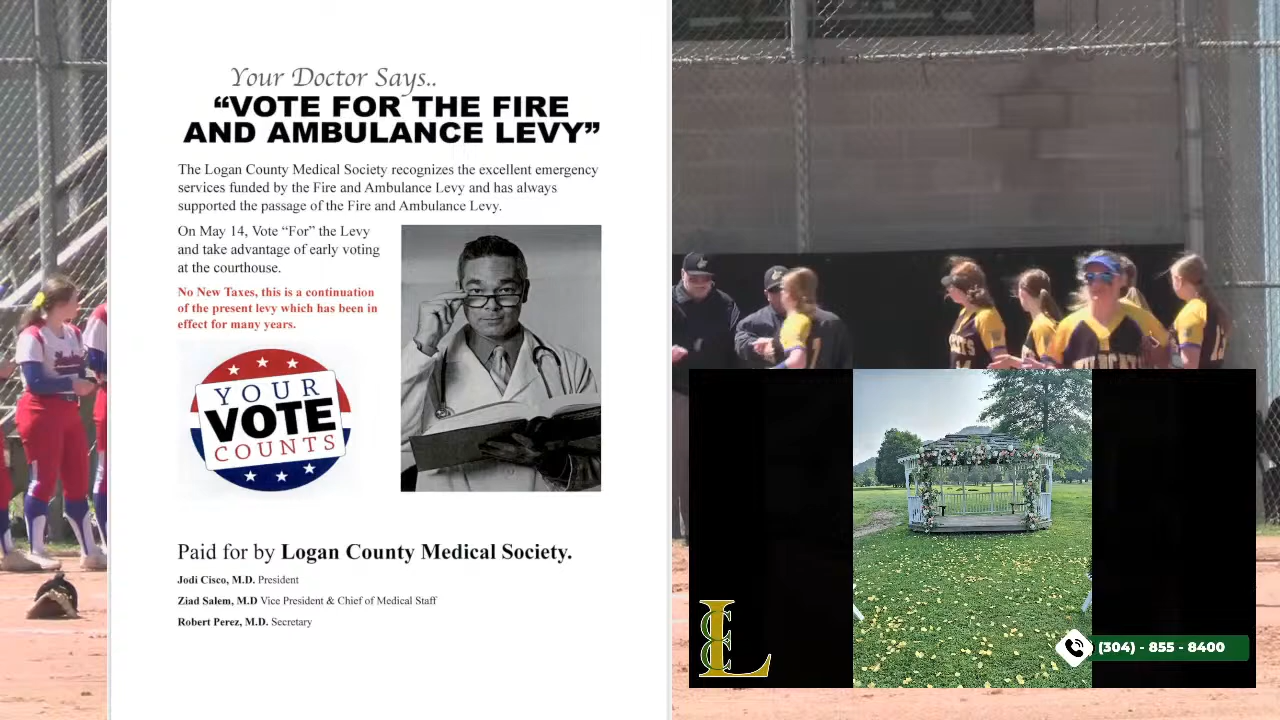 Your Doctor Says..
“VOTE FOR THE FIRE
AND AMBULANCE LEVY”
The Logan County Medical Society recognizes the excellent emergency
services funded by the Fire and Ambulance Levy and has always
supported the passage of the Fire and Ambulance Levy.
On May 14, Vote “For” the Levy
and take advantage of early voting
at the courthouse.
No New Taxes, this is a continuation
of the present levy which has been in
effect for many years.
YOUR
VOTE
COUNTS
Paid for by Logan County Medical Society.
Jodi Cisco, M.D. President
Ziad Salem, M.D Vice President & Chief of Medical Staff
Robert Perez, M.D. Secretary
(304) - 855 - 8400